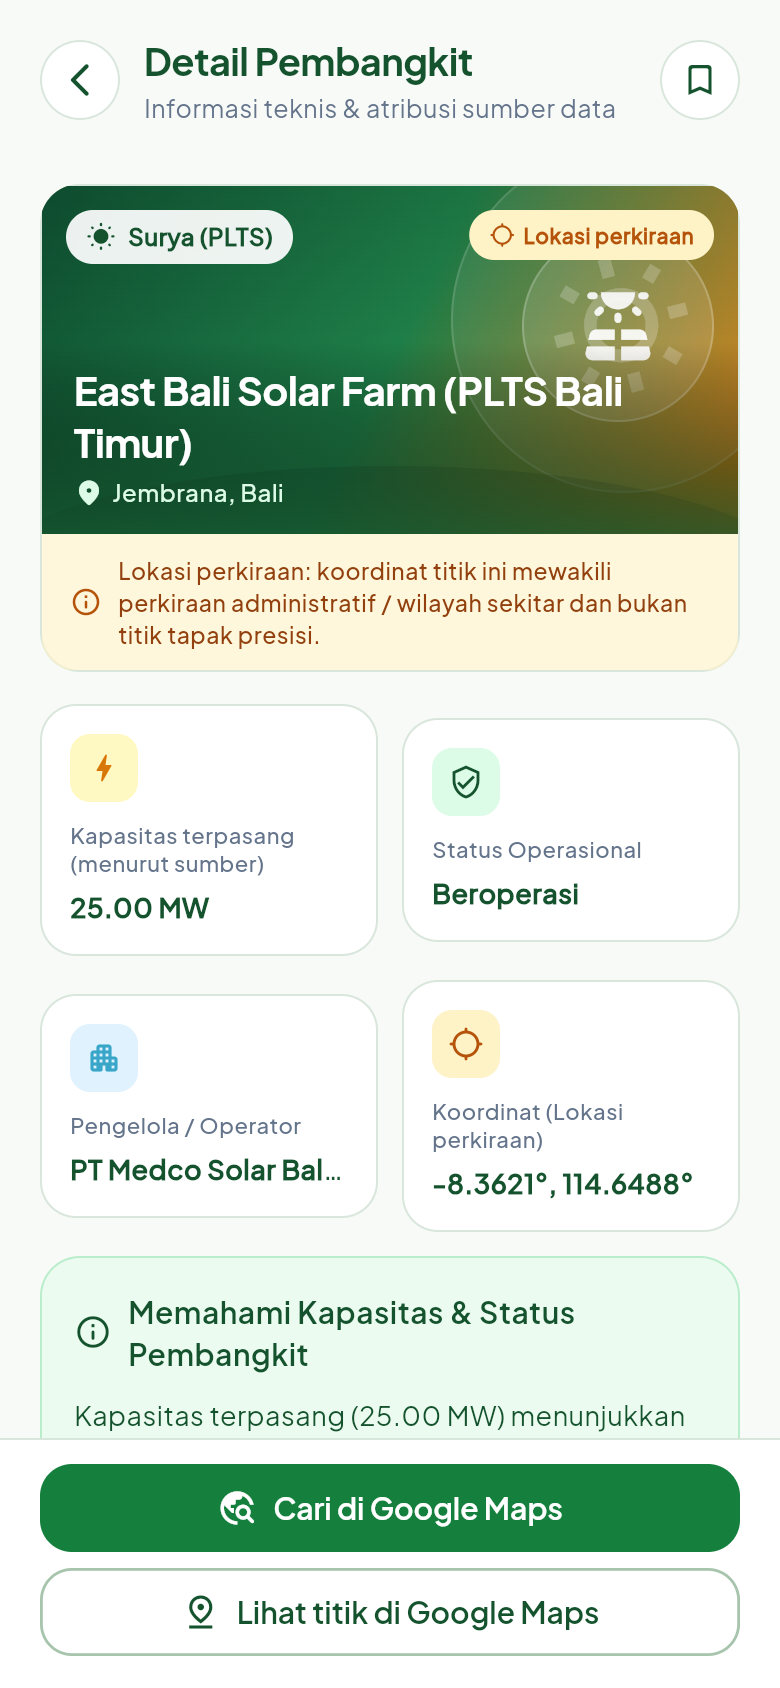 Detail Pembangkit
Informasi teknis & atribusi sumber data
Surya (PLTS)
Lokasi perkiraan
East Bali Solar Farm (PLTS Bali
Timur)
Jembrana, Bali
Lokasi perkiraan: koordinat titik ini mewakili
perkiraan administratif / wilayah sekitar dan bukan
titik tapak presisi.
Kapasitas terpasang
(menurut sumber)
25.00 MW
Status Operasional
Beroperasi
Pengelola / Operator
PT Medco Solar Bal...
Koordinat (Lokasi
perkiraan)
-8.3621°, 114.6488°
Memahami Kapasitas & Status
Pembangkit
Kapasitas terpasang (25.00 MW) menunjukkan
Cari di Google Maps
Lihat titik di Google Maps